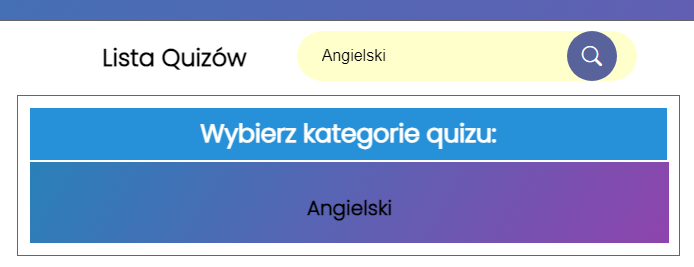 Lista Quizów
Angielski
Wybierz kategorie quizu:
Angielski